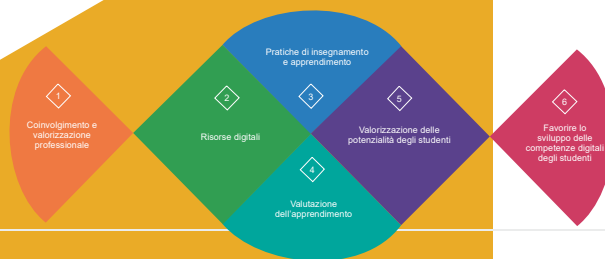 1
Coinvolgimento e
valorizzazione
professionale
2
Risorse digitali
Pratiche di insegnamento
e apprendimento
3
4
Valutazione
dell'apprendimento
5
Valorizzazione delle
potenzialità degli studenti
6
Favorire lo
sviluppo delle
competenze digitali
degli studenti